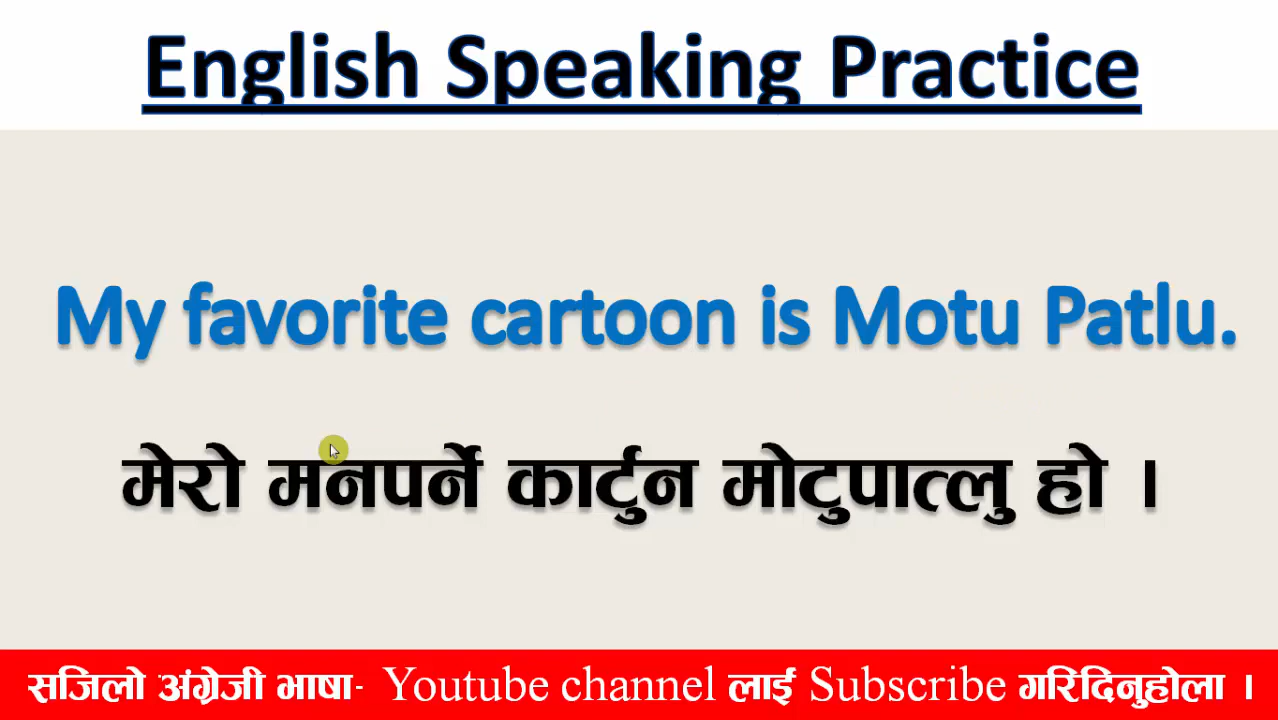 English Speaking Practice
My favorite cartoon is Motu Patlu.
मेरो मनपर्ने कार्टुन मोटुपात्लु हो ।
सजिलो अंग्रेजी भाषा- Youtube channel लाई Subscribe गरिदिनुहोला ।